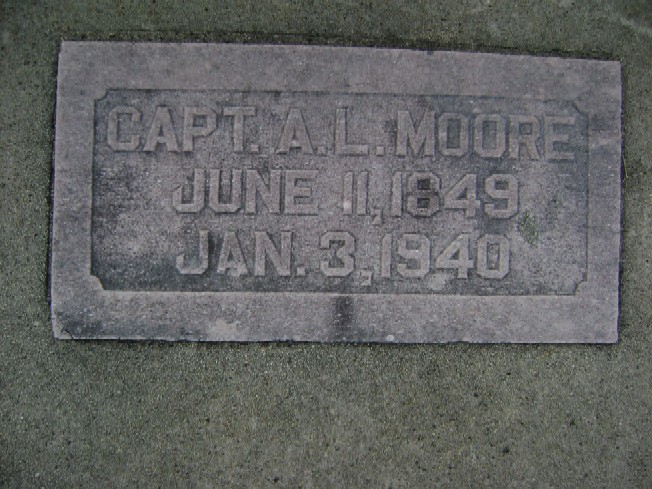 CAPT. A. L. MOORE
JUNE 11, 1849
JAN. 3, 1940